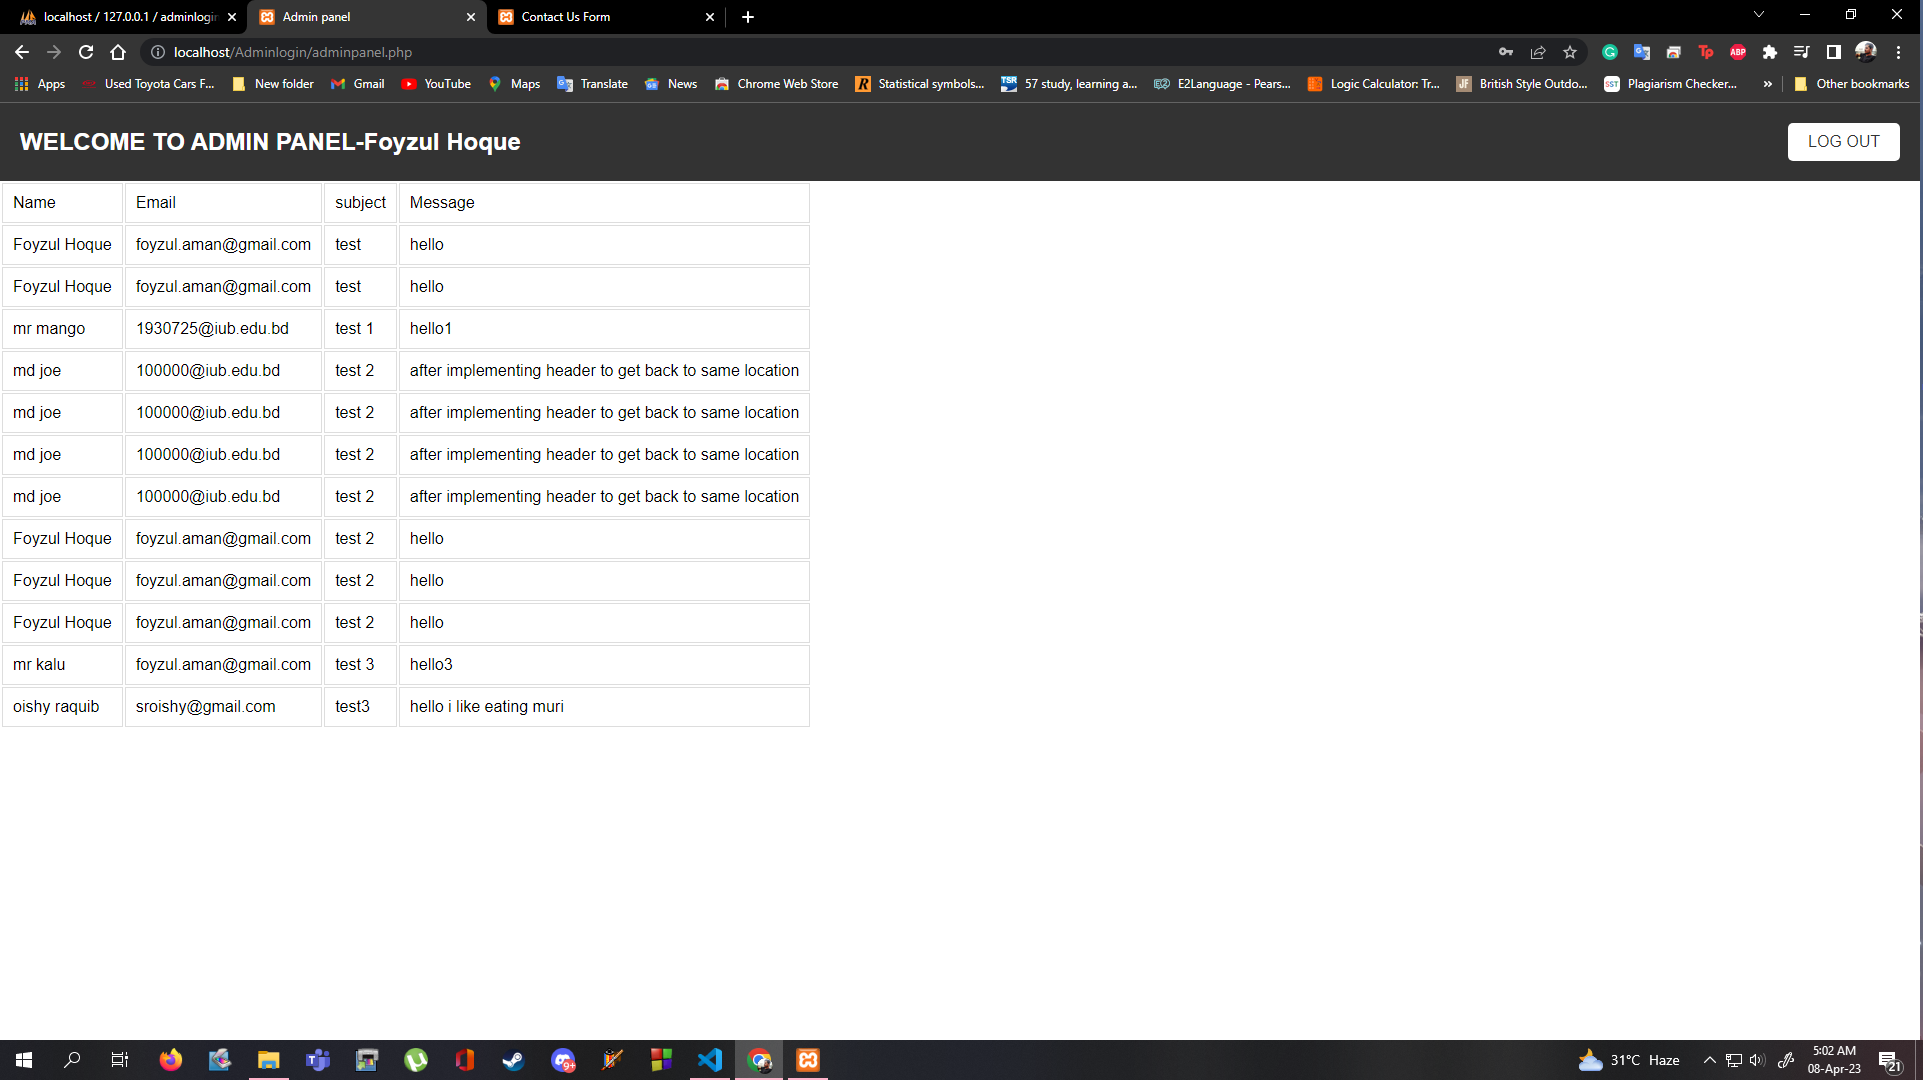 localhost / 127.0.0.1 / adminlogin
Admin panel
Contact Us Form
localhost/Adminlogin/adminpanel.php
Apps Used Toyota Cars F... New folder Gmail YouTube Maps Translate News Chrome Web Store Statistical symbols... 57 study, learning a... E2Language - Pears... Logic Calculator: Tr... British Style Outdo... Plagiarism Checker... » Other bookmarks
WELCOME TO ADMIN PANEL-Foyzul Hoque
LOG OUT
Name Email subject Message
Foyzul Hoque foyzul.aman@gmail.com test hello
Foyzul Hoque foyzul.aman@gmail.com test hello
mr mango 1930725@iub.edu.bd test 1 hello1
md joe 100000@iub.edu.bd test 2 after implementing header to get back to same location
md joe 100000@iub.edu.bd test 2 after implementing header to get back to same location
md joe 100000@iub.edu.bd test 2 after implementing header to get back to same location
md joe 100000@iub.edu.bd test 2 after implementing header to get back to same location
Foyzul Hoque foyzul.aman@gmail.com test 2 hello
Foyzul Hoque foyzul.aman@gmail.com test 2 hello
Foyzul Hoque foyzul.aman@gmail.com test 2 hello
mr kalu foyzul.aman@gmail.com test 3 hello3
oishy raquib sroishy@gmail.com test3 hello i like eating muri
31°C Haze
5:02 AM
08-Apr-23
21